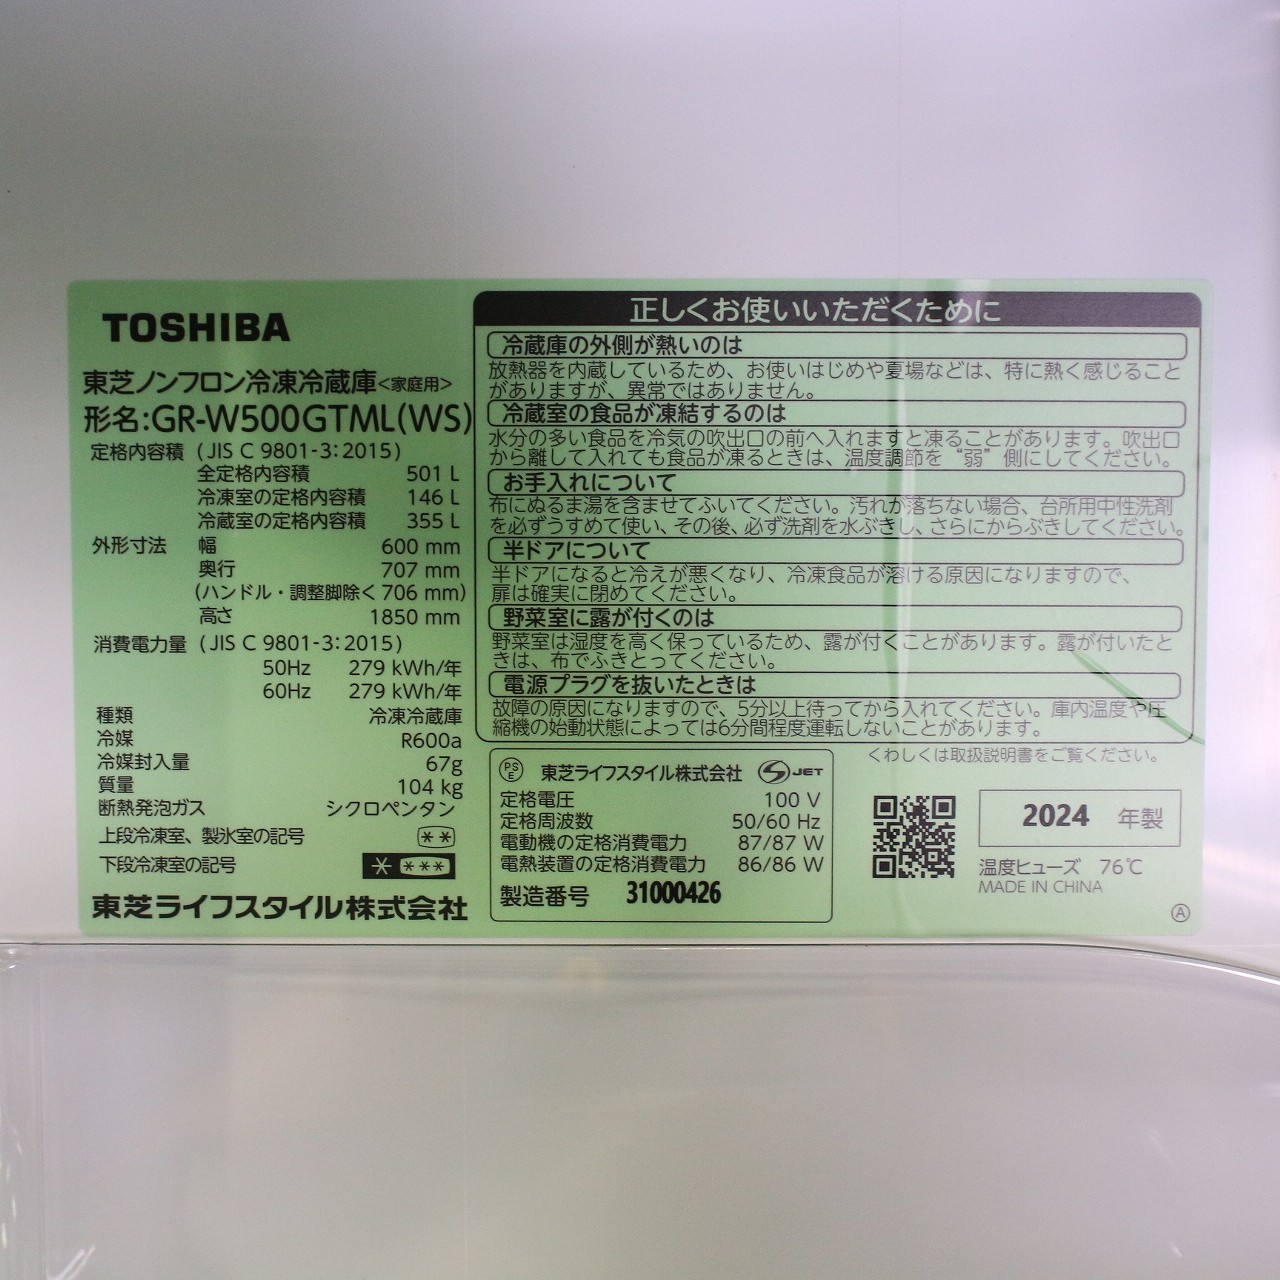 TOSHIBA
東芝ノンフロン冷凍冷蔵庫<家庭用>
形名:GR-W500GTML(WS)
定格内容積 (JIS C 9801-3:2015)
全定格内容積 501 L
冷凍室の定格内容積 146 L
冷蔵室の定格内容積 355 L
外形寸法 幅 600 mm
奥行 707 mm
(ハンドル・調整脚除く 706 mm)
高さ 1850 mm
消費電力量 (JIS C 9801-3:2015)
50Hz 279 kWh/年
60Hz 279 kWh/年
種類 冷凍冷蔵庫
冷媒 R600a
冷媒封入量 67g
質量 104 kg
断熱発泡ガス シクロペンタン
上段冷凍室、製氷室の記号 **
下段冷凍室の記号 * ***
東芝ライフスタイル株式会社
正しくお使いいただくために
冷蔵庫の外側が熱いのは
放熱器を内蔵しているため、お使いはじめや夏場などは、特に熱く感じること
がありますが、異常ではありません。
冷蔵室の食品が凍結するのは
水分の多い食品を冷気の吹出口の前へ入れますと凍ることがあります。吹出口
から離して入れても食品が凍るときは、温度調節を“弱”側にしてください。
お手入れについて
布にぬるま湯を含ませてふいてください。汚れが落ちない場合、台所用中性洗剤
を必ずうすめて使い、その後、必ず洗剤を水ぶきし、さらにからぶきしてください。
半ドアについて
半ドアになると冷えが悪くなり、冷凍食品が溶ける原因になりますので、
扉は確実に閉めてください。
野菜室に露が付くのは
野菜室は湿度を高く保っているため、露が付くことがあります。露が付いたと
きは、布でふきとってください。
電源プラグを抜いたときは
故障の原因になりますので、5分以上待ってから入れてください。庫内温度や圧
縮機の始動状態によっては6分間程度運転しないことがあります。
くわしくは取扱説明書をご覧ください。
PSE 東芝ライフスタイル株式会社 JET
定格電圧 100 V
定格周波数 50/60 Hz
電動機の定格消費電力 87/87 W
電熱装置の定格消費電力 86/86 W
製造番号 31000426
2024 年製
温度ヒューズ 76℃
MADE IN CHINA
A